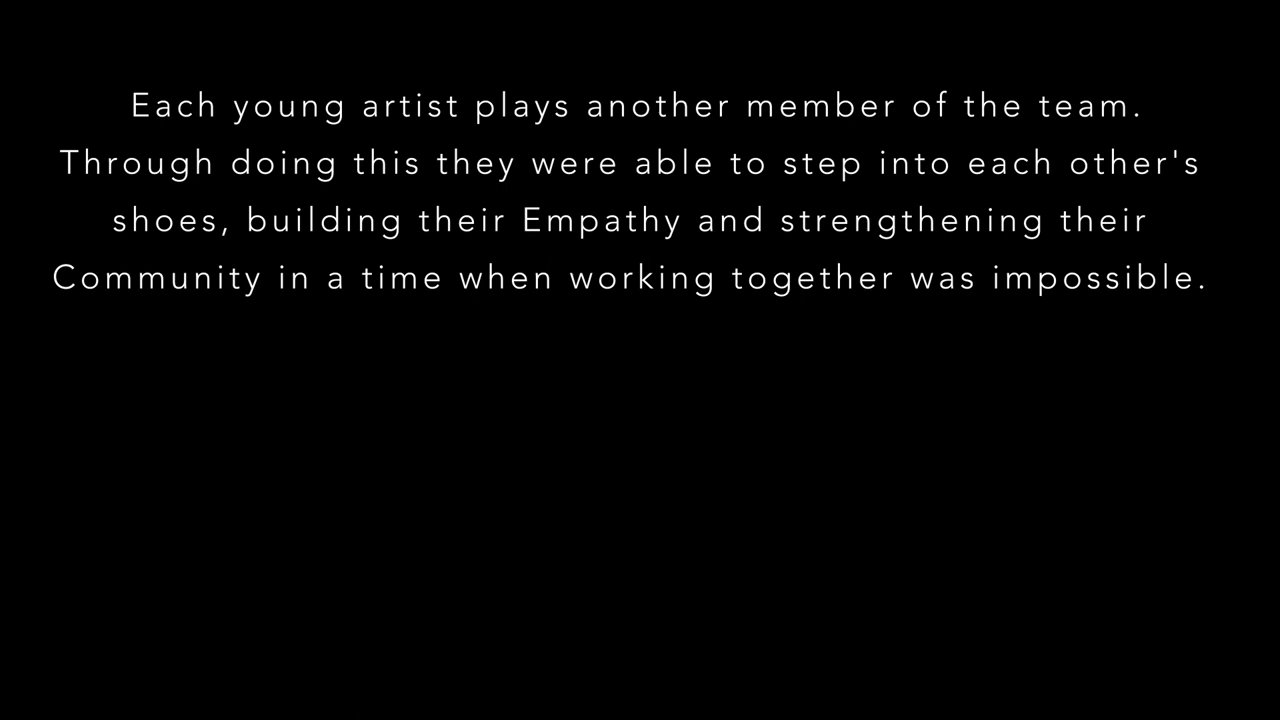 Each young artist plays another member of the team.
Through doing this they were able to step into each other's
shoes, building their Empathy and strengthening their
Community in a time when working together was impossible.